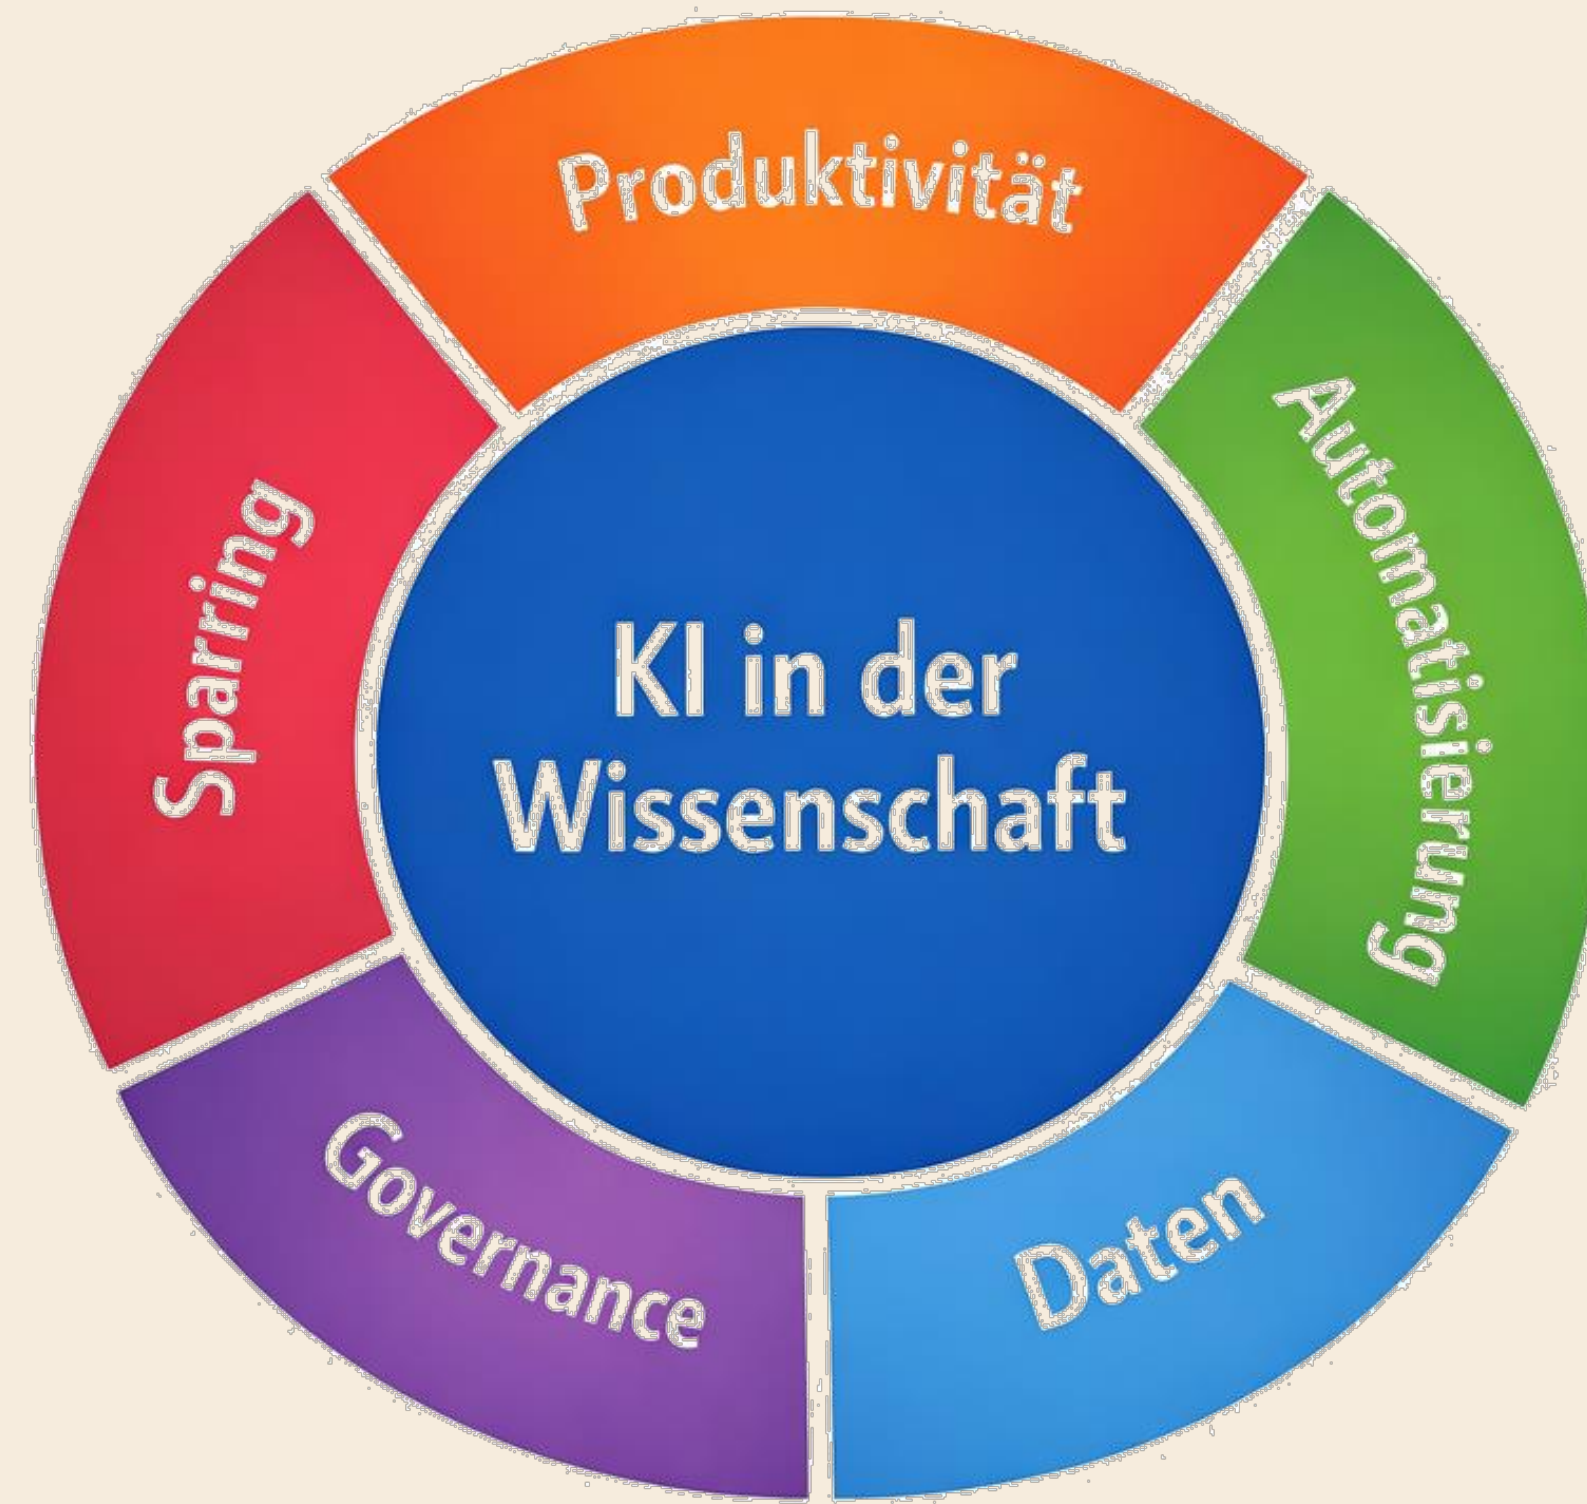 Produktivität
Automatisierung
Daten
Governance
Sparring
KI in der
Wissenschaft